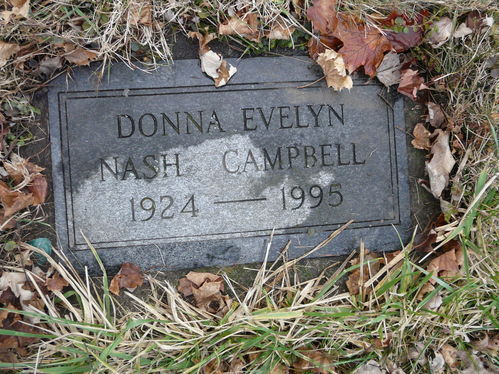 DONNA EVELYN
NASH CAMPBELL
1924 — 1995